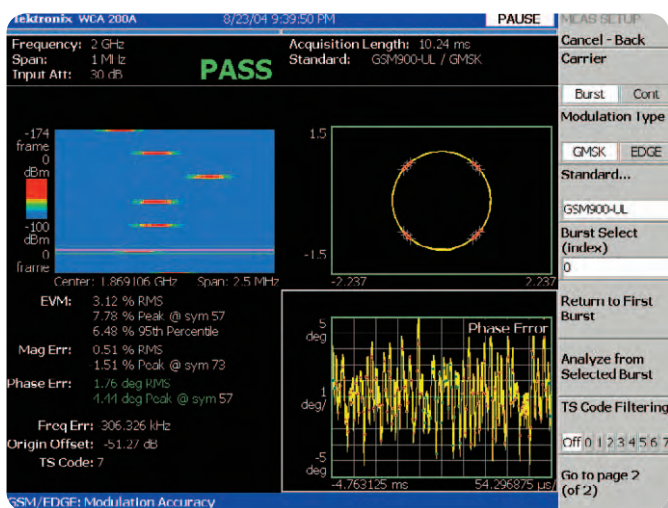 Tektronix WCA 200A 8/23/04 9:39:50 PM PAUSE MEAS SETUP
Frequency: 2 GHz
Span: 1 MHz
Input Att: 30 dB
PASS
Acquisition Length: 10.24 ms
Standard: GSM900-UL / GMSK
Cancel - Back
Carrier
Burst Cont
Modulation Type
GMSK EDGE
Standard...
GSM900-UL
Burst Select
(index)
0
Return to First
Burst
Analyze from
Selected Burst
TS Code Filtering
Off 0 1 2 3 4 5 6 7
Go to page 2
(of 2)
-174
frame
0
dBm
-100
dBm
0
frame
Center: 1.869106 GHz Span: 2.5 MHz
1.5
-1.5
-2.237 2.237
EVM: 3.12 % RMS
7.78 % Peak @ sym 57
6.48 % 95th Percentile
Mag Err: 0.51 % RMS
1.51 % Peak @ sym 73
Phase Err: 1.76 deg RMS
4.44 deg Peak @ sym 57
Freq Err: 306.326 kHz
Origin Offset: -51.27 dB
TS Code: 7
5
deg
Phase Error
1
deg/
-5
deg
-4.763125 ms 54.296875 µs/
GSM/EDGE: Modulation Accuracy